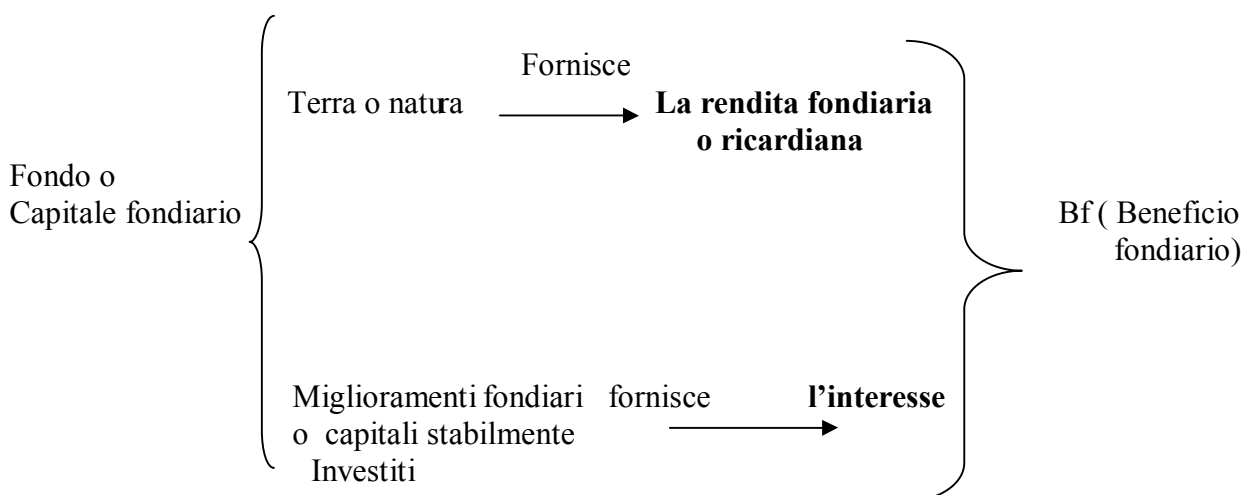 Fornisce
Terra o natura
La rendita fondiaria
o ricardiana
Fondo o
Capitale fondiario
Bf ( Beneficio
fondiario)
Miglioramenti fondiari fornisce l’interesse
o capitali stabilmente
Investiti